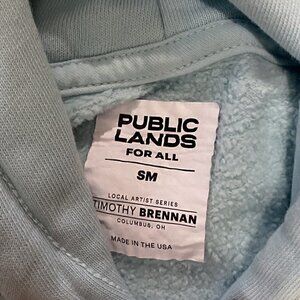 PUBLIC
LANDS
FOR ALL
SM
LOCAL ARTIST SERIES
TIMOTHY BRENNAN
COLUMBUS, OH
MADE IN THE USA